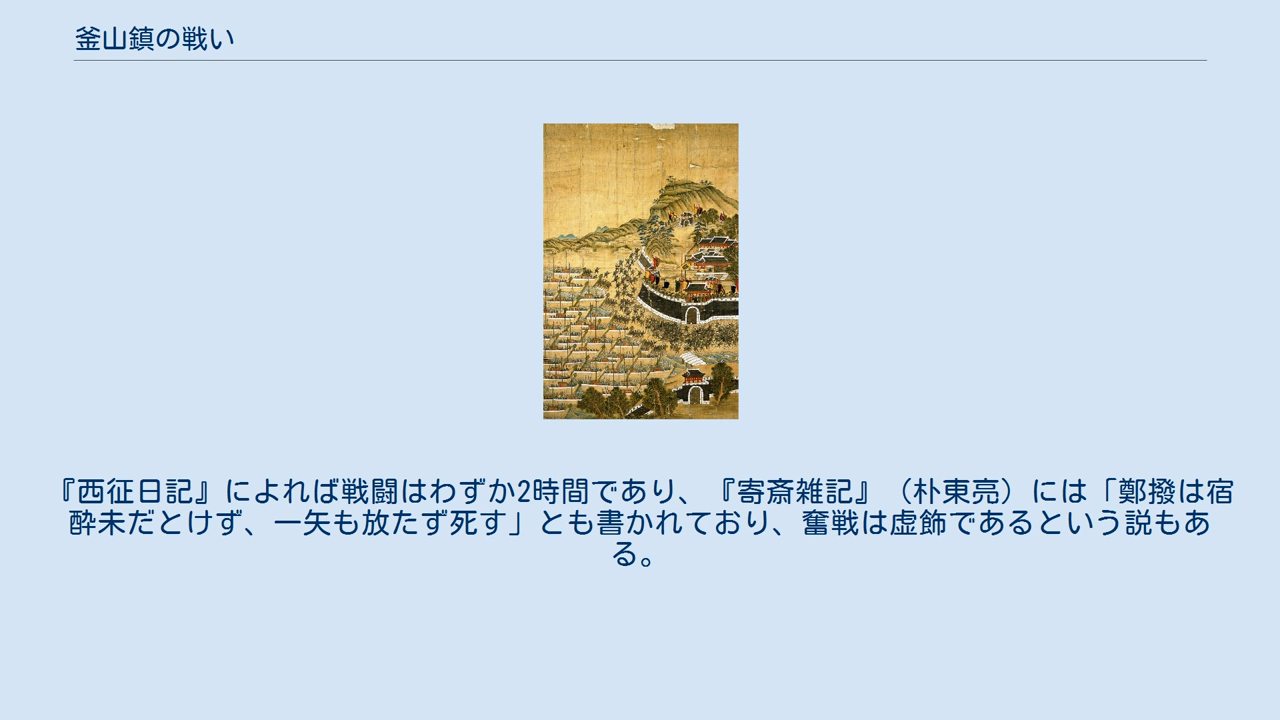 釜山鎮の戦い
『西征日記』によれば戦闘はわずか2時間であり、『寄斎雑記』（朴東亮）には「鄭撥は宿
酔未だとけず、一矢も放たず死す」とも書かれており、奮戦は虚飾であるという説もあ
る。